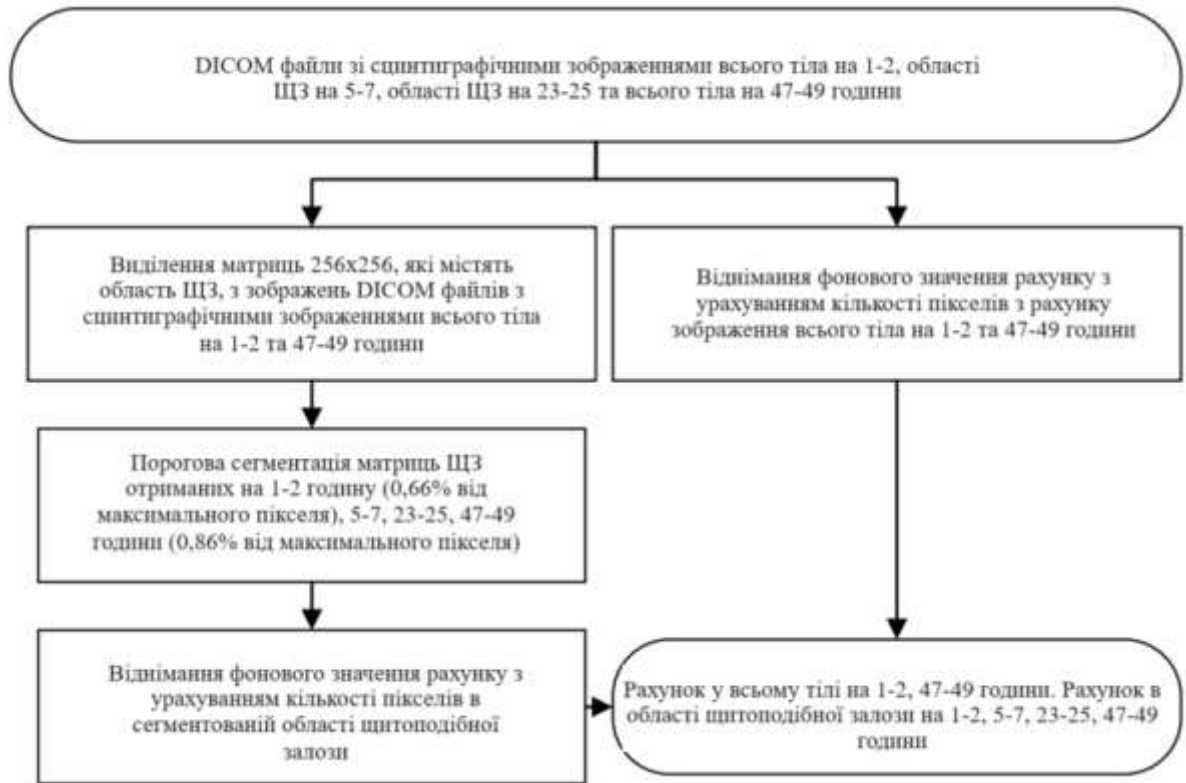 DICOM файли зі сцинтиграфічними зображеннями всього тіла на 1-2, області
ЩЗ на 5-7, області ЩЗ на 23-25 та всього тіла на 47-49 години
Виділення матриць 256x256, які містять
область ЩЗ, з зображень DICOM файлів з
сцинтиграфічними зображеннями всього тіла
на 1-2 та 47-49 години
Віднімання фонового значення рахунку з
урахуванням кількості пікселів з рахунку
зображення всього тіла на 1-2 та 47-49 години
Порогова сегментація матриць ЩЗ
отриманих на 1-2 годину (0,66% від
максимального пікселя), 5-7, 23-25, 47-49
години (0,86% від максимального пікселя)
Віднімання фонового значення рахунку з
урахуванням кількості пікселів в
сегментованій області щитоподібної
залози
Рахунок у всьому тілі на 1-2, 47-49 години. Рахунок в
області щитоподібної залози на 1-2, 5-7, 23-25, 47-49
години